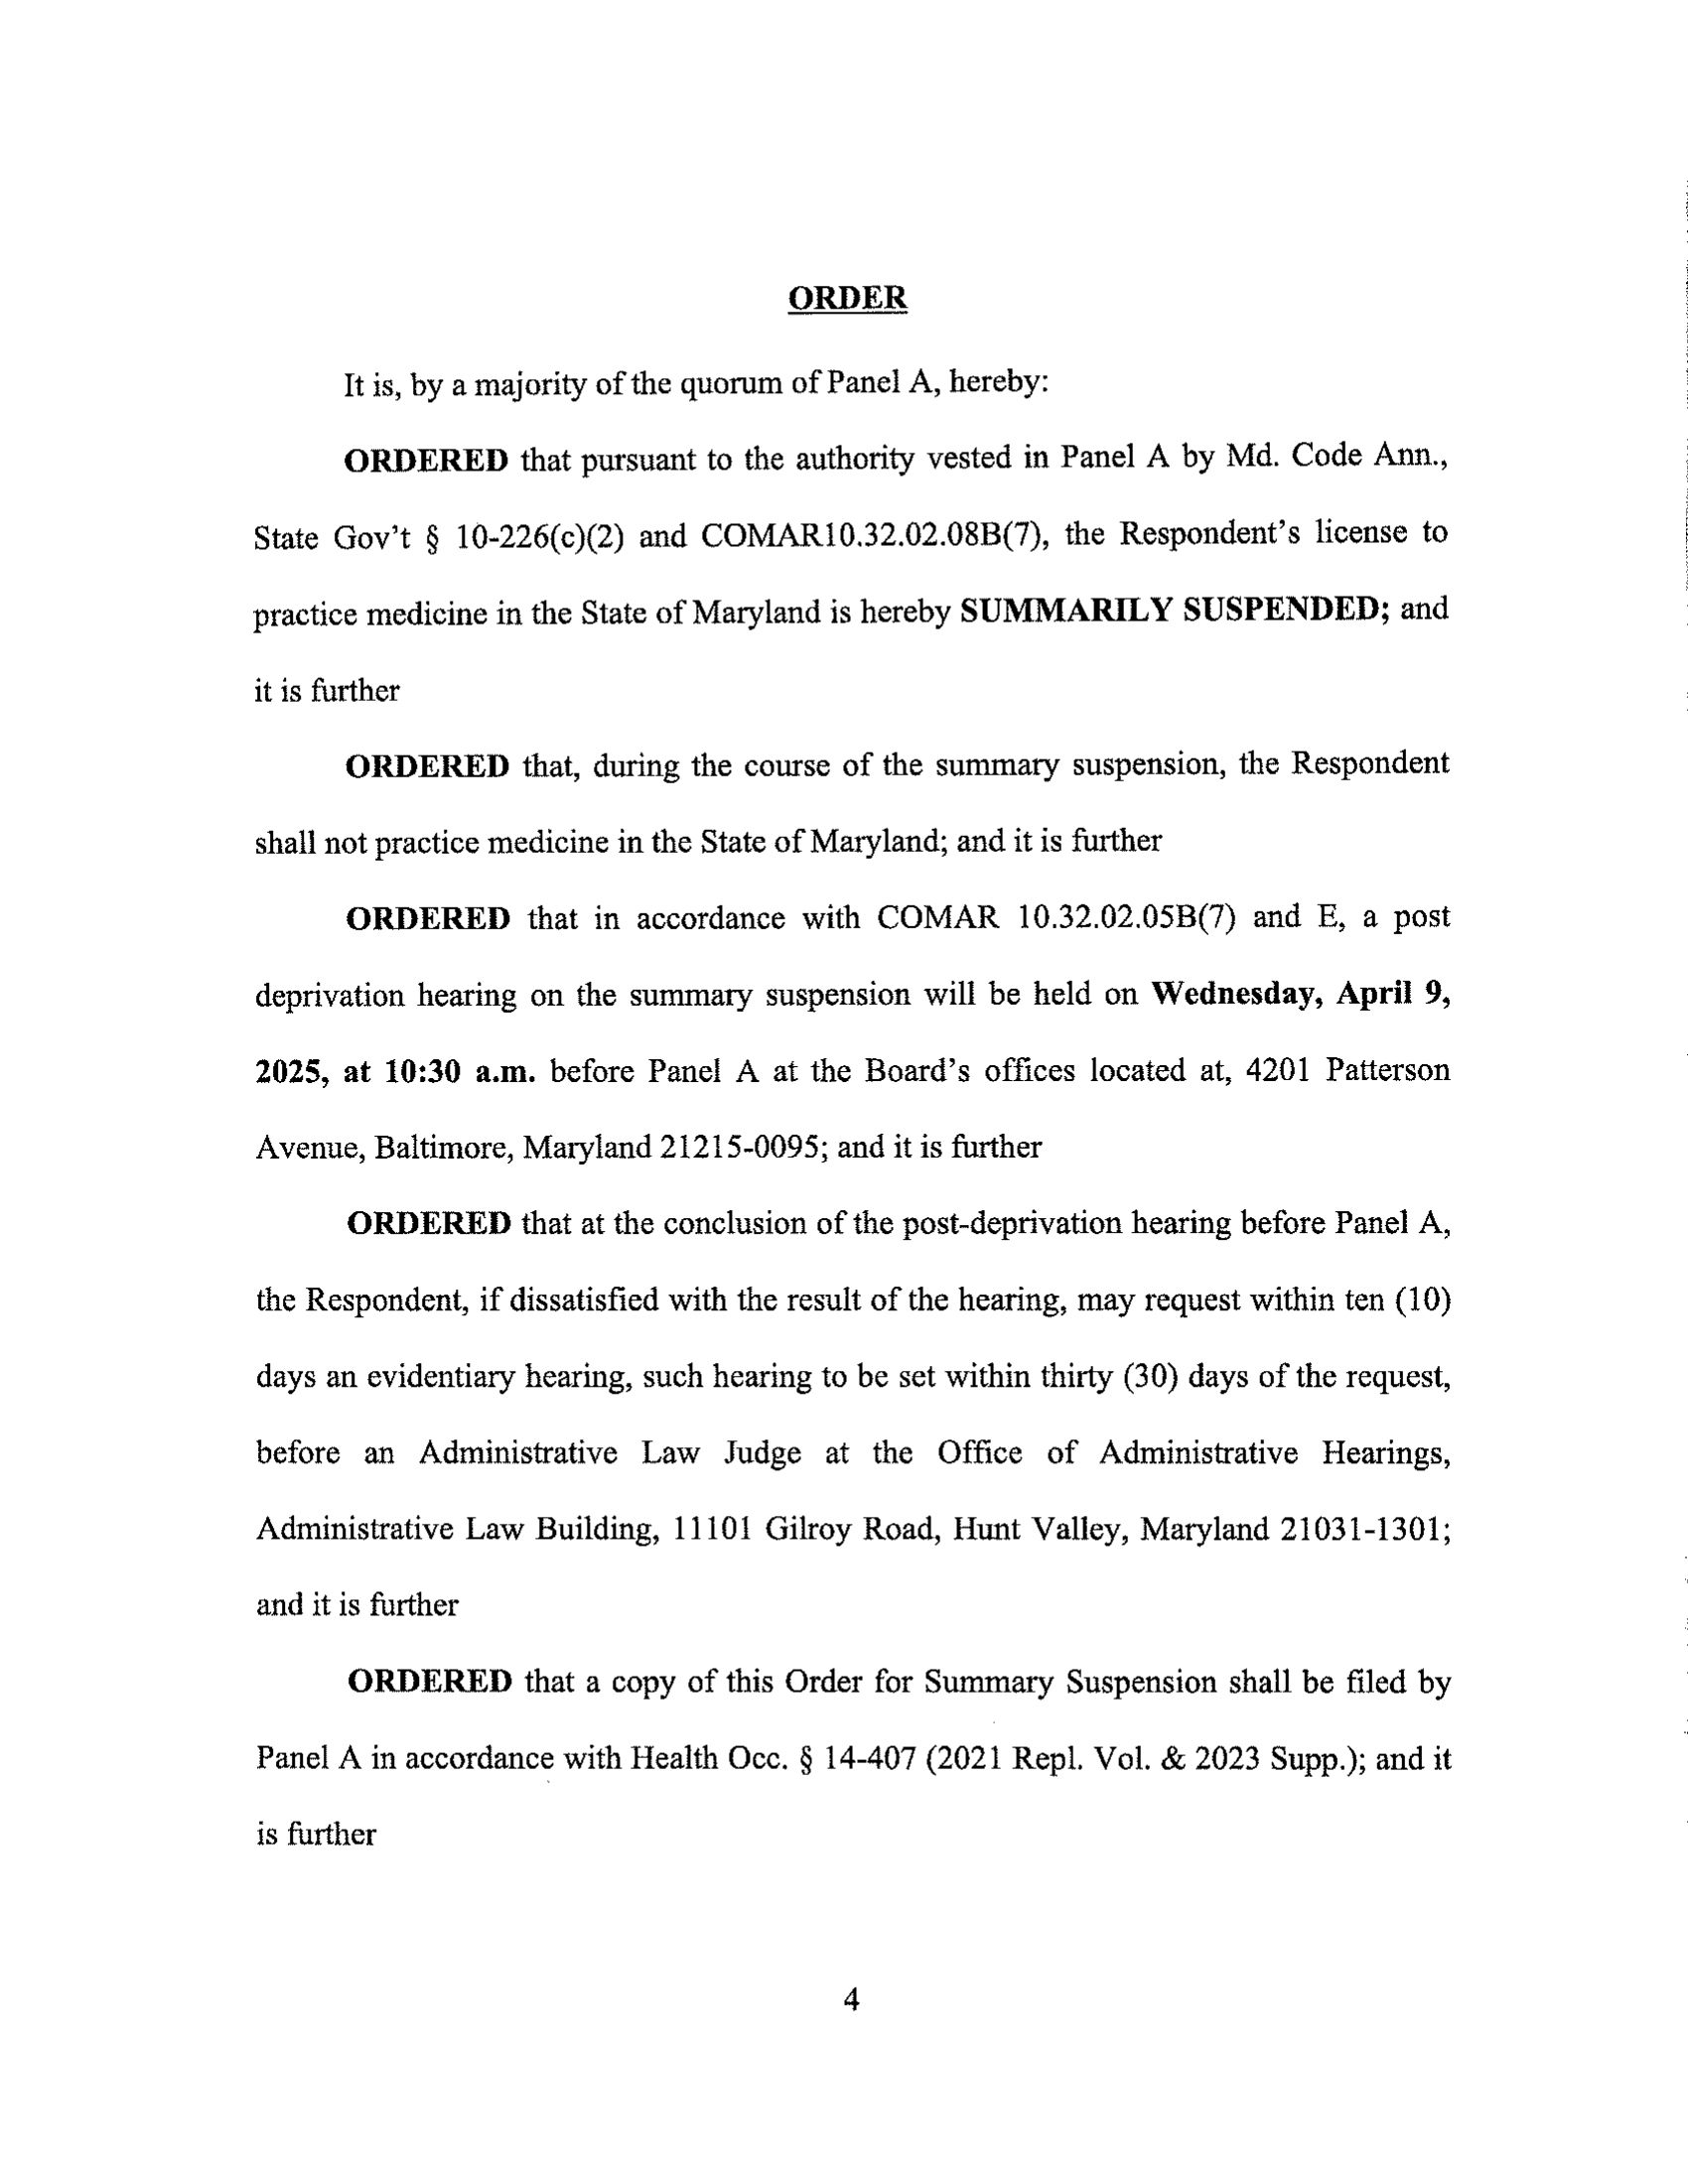 ORDER
It is, by a majority of the quorum of Panel A, hereby:
ORDERED that pursuant to the authority vested in Panel A by Md. Code Ann.,
State Gov't § 10-226(c)(2) and COMAR10.32.02.08B(7), the Respondent's license to
practice medicine in the State of Maryland is hereby SUMMARILY SUSPENDED; and
it is further
ORDERED that, during the course of the summary suspension, the Respondent
shall not practice medicine in the State of Maryland; and it is further
ORDERED that in accordance with COMAR 10.32.02.05B(7) and E, a post
deprivation hearing on the summary suspension will be held on Wednesday, April 9,
2025, at 10:30 a.m. before Panel A at the Board's offices located at, 4201 Patterson
Avenue, Baltimore, Maryland 21215-0095; and it is further
ORDERED that at the conclusion of the post-deprivation hearing before Panel A,
the Respondent, if dissatisfied with the result of the hearing, may request within ten (10)
days an evidentiary hearing, such hearing to be set within thirty (30) days of the request,
before an Administrative Law Judge at the Office of Administrative Hearings,
Administrative Law Building, 11101 Gilroy Road, Hunt Valley, Maryland 21031-1301;
and it is further
ORDERED that a copy of this Order for Summary Suspension shall be filed by
Panel A in accordance with Health Occ. § 14-407 (2021 Repl. Vol. & 2023 Supp.); and it
is further
4